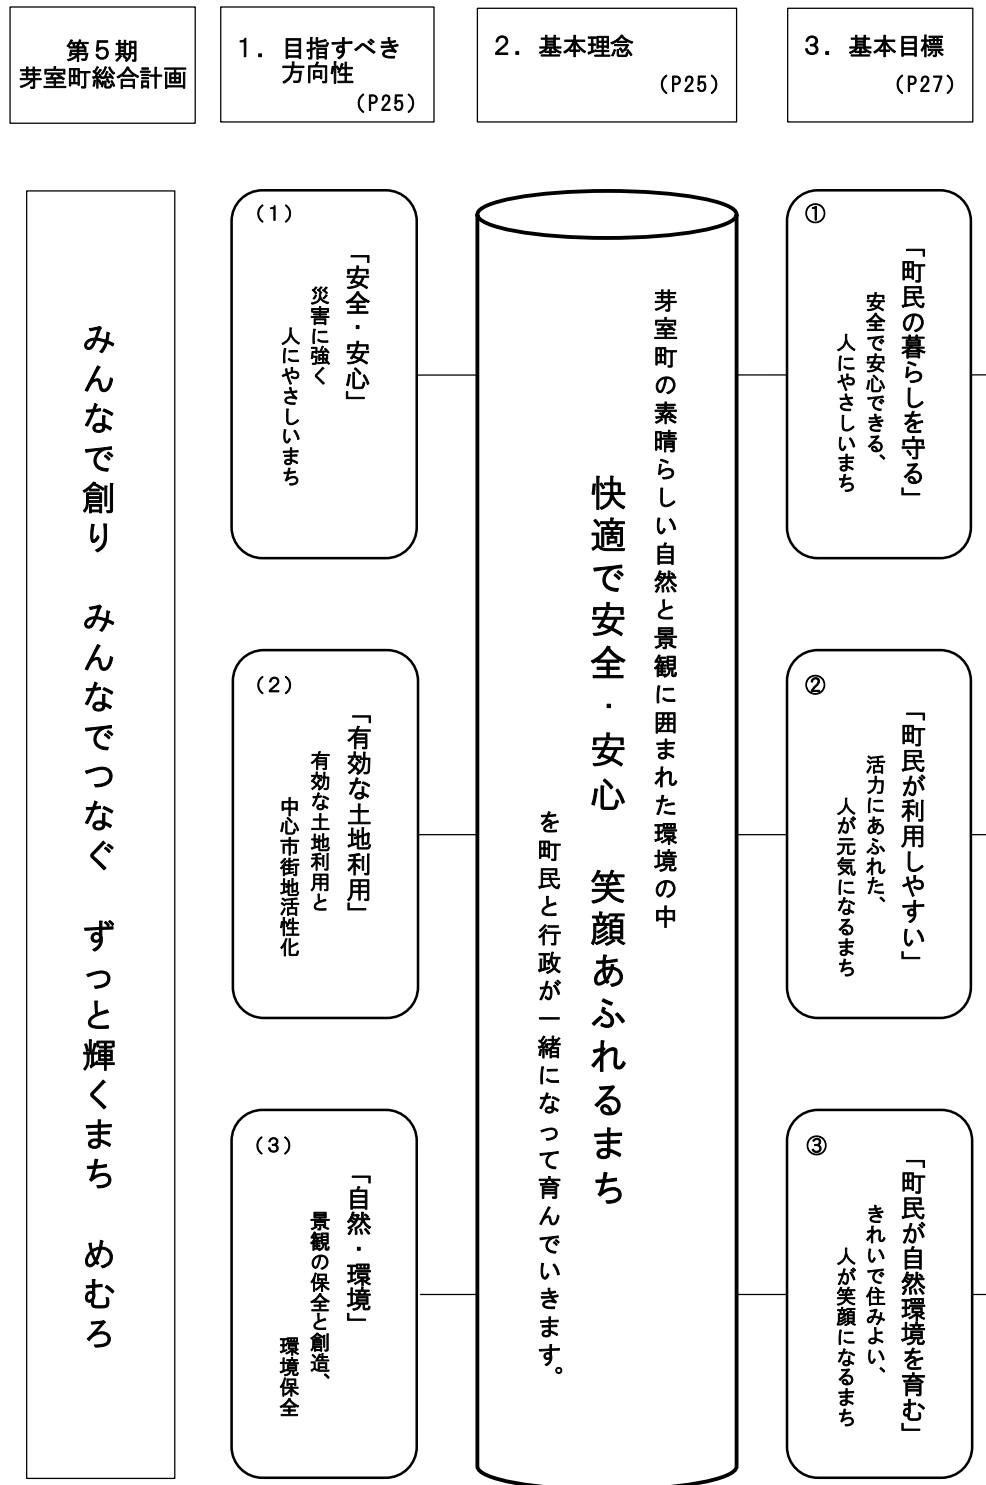 第5期
芽室町総合計画
1．目指すべき
方向性
(P25)
2．基本理念
(P25)
3．基本目標
(P27)
みんなで創り　みんなでつなぐ　ずっと輝くまち　めむろ
(1)
「安全・安心」
災害に強く
人にやさしいまち
(2)
「有効な土地利用」
有効な土地利用と
中心市街地活性化
(3)
「自然・環境」
景観の保全と創造、
環境保全
芽室町の素晴らしい自然と景観に囲まれた環境の中
快適で安全・安心　笑顔あふれるまち
を町民と行政が一緒になって育んでいきます。
①
「町民の暮らしを守る」
安全で安心できる、
人にやさしいまち
②
「町民が利用しやすい」
活力にあふれた、
人が元気になるまち
③
「町民が自然環境を育む」
きれいで住みよい、
人が笑顔になるまち